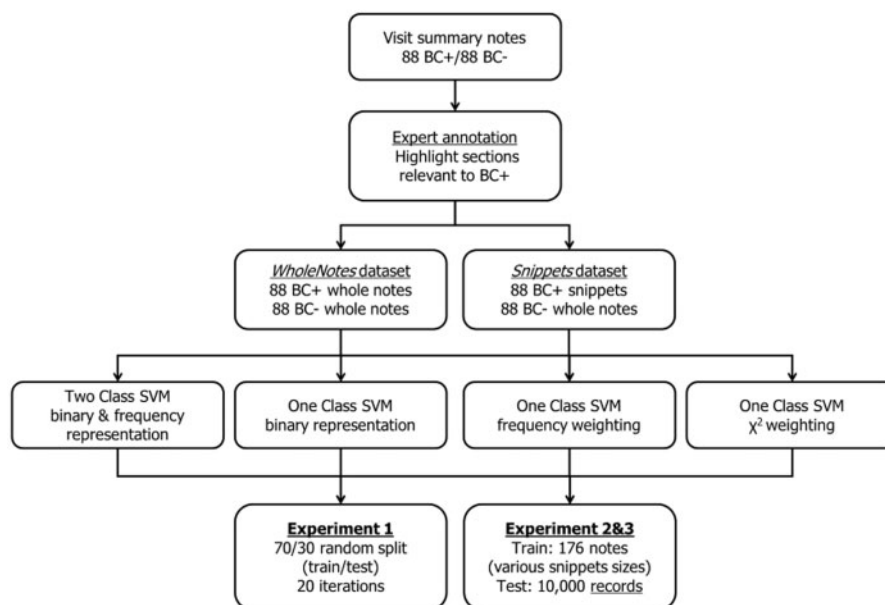 Visit summary notes
88 BC+/88 BC-
Expert annotation
Highlight sections
relevant to BC+
WholeNotes dataset
88 BC+ whole notes
88 BC- whole notes
Snippets dataset
88 BC+ snippets
88 BC- whole notes
Two Class SVM
binary & frequency
representation
One Class SVM
binary representation
One Class SVM
frequency weighting
One Class SVM
χ² weighting
Experiment 1
70/30 random split
(train/test)
20 iterations
Experiment 2&3
Train: 176 notes
(various snippets sizes)
Test: 10,000 records